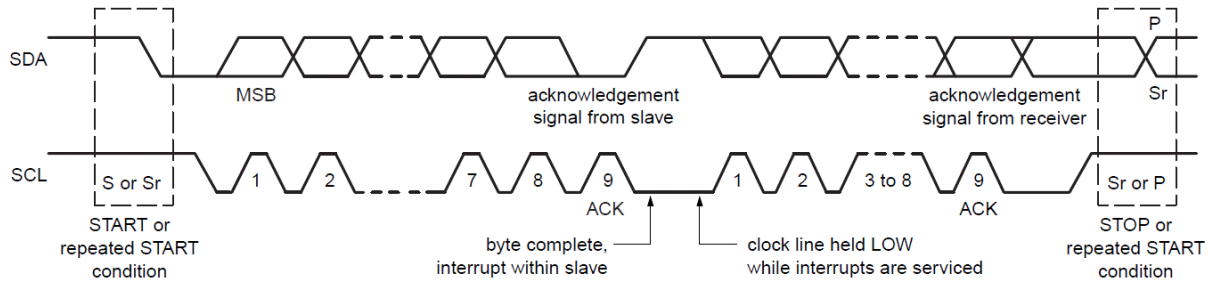 P
SDA
MSB
acknowledgement
signal from slave
acknowledgement
signal from receiver
Sr
SCL
S or Sr
1
2
7
8
9
1
2
3 to 8
9
Sr or P
ACK
ACK
START or
repeated START
condition
byte complete,
interrupt within slave
clock line held LOW
while interrupts are serviced
STOP or
repeated START
condition